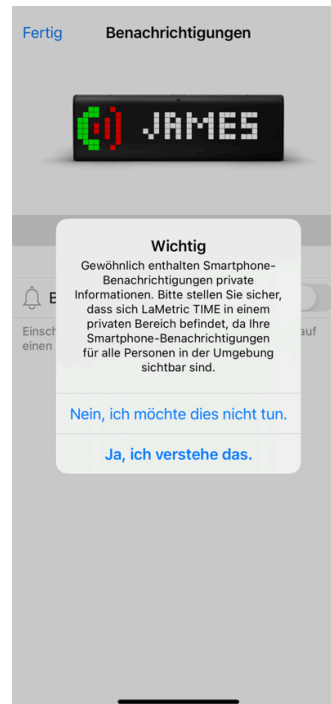 Fertig Benachrichtigungen
JAMES
Wichtig
Gewöhnlich enthalten Smartphone-
Benachrichtigungen private
Informationen. Bitte stellen Sie sicher,
dass sich LaMetric TIME in einem
privaten Bereich befindet, da Ihre
Smartphone-Benachrichtigungen
für alle Personen in der Umgebung
sichtbar sind.
Nein, ich möchte dies nicht tun.
Ja, ich verstehe das.
auf
einen